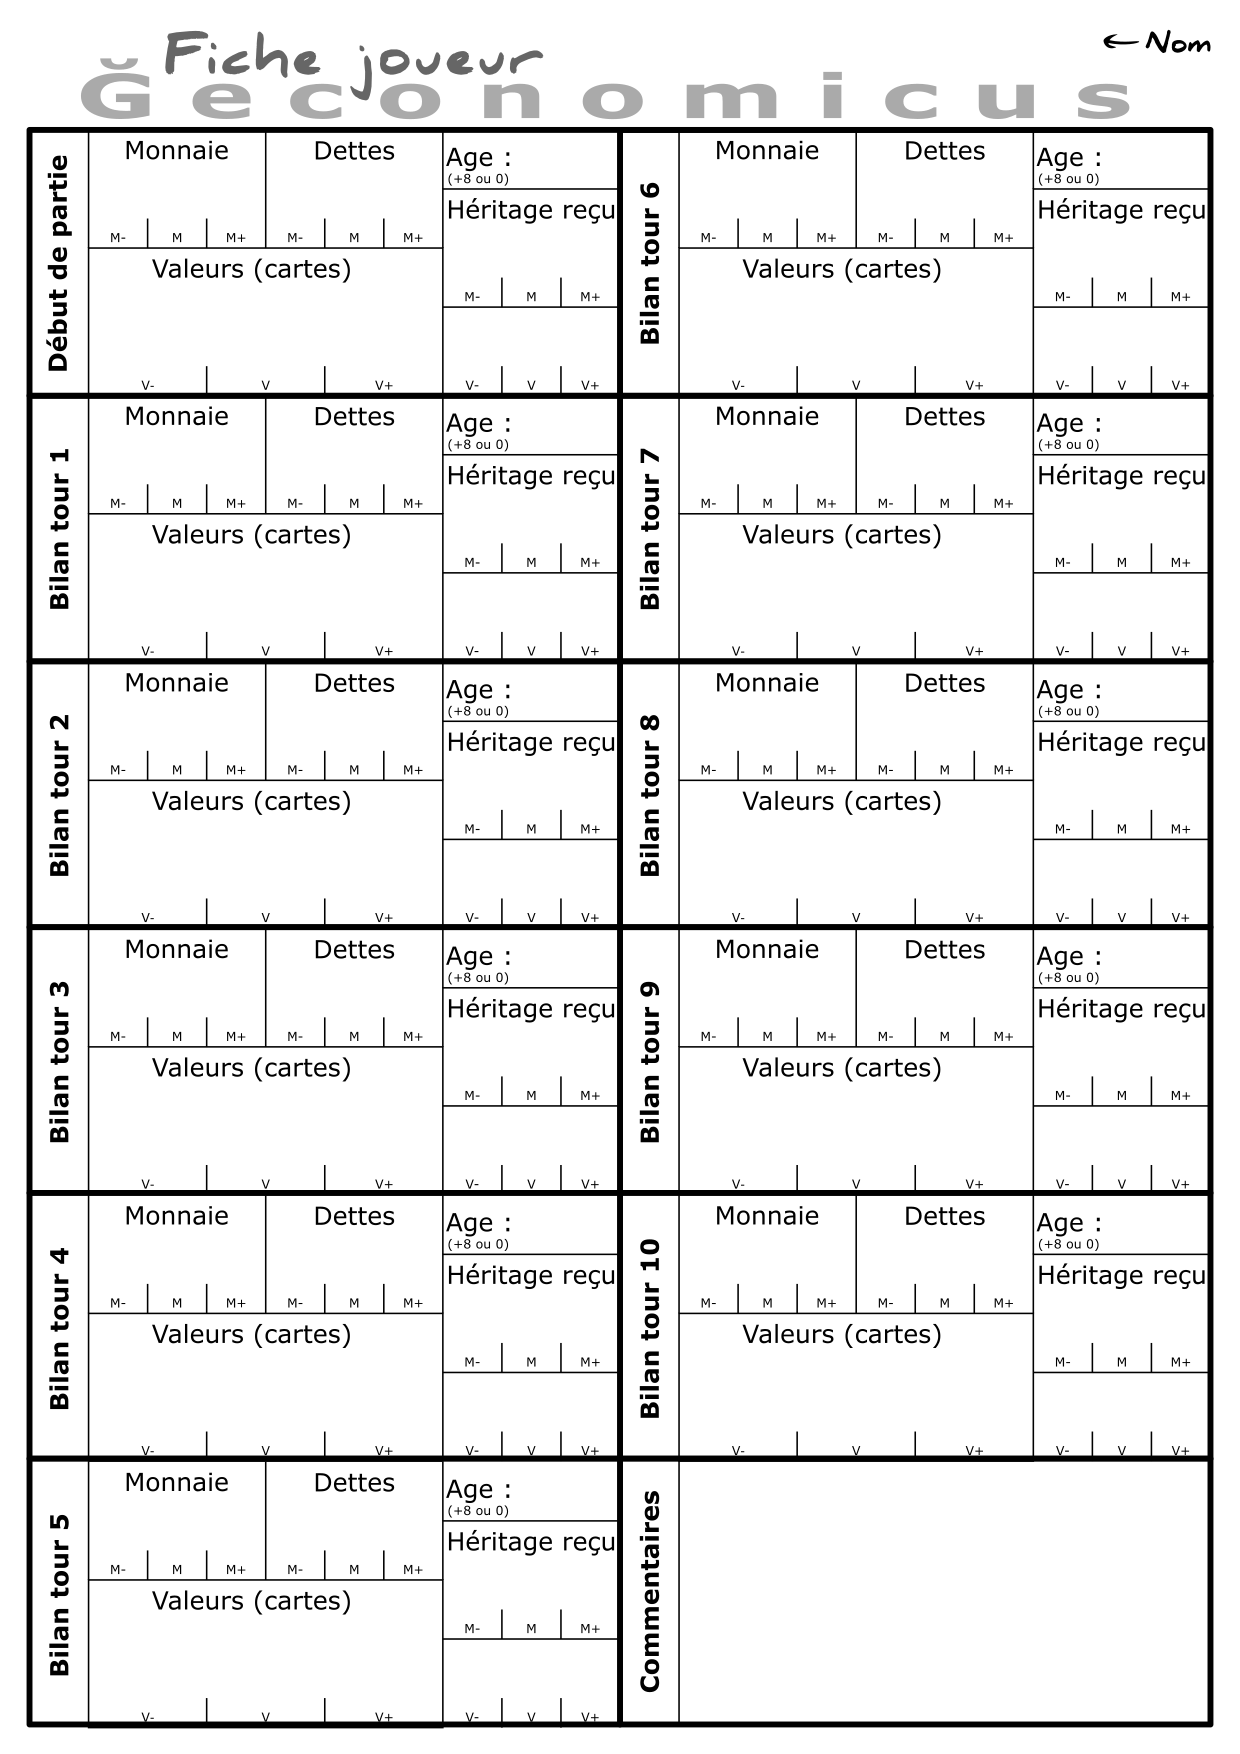 Fiche joueur
← Nom
Ğeconomicus
Début de partie
Monnaie Dettes
Age :
(+8 ou 0)
Héritage reçu
M- M M+ M- M M+
Valeurs (cartes)
M- M M+
V- V V+ V- V V+
Bilan tour 1
Monnaie Dettes
Age :
(+8 ou 0)
Héritage reçu
M- M M+ M- M M+
Valeurs (cartes)
M- M M+
V- V V+ V- V V+
Bilan tour 2
Monnaie Dettes
Age :
(+8 ou 0)
Héritage reçu
M- M M+ M- M M+
Valeurs (cartes)
M- M M+
V- V V+ V- V V+
Bilan tour 3
Monnaie Dettes
Age :
(+8 ou 0)
Héritage reçu
M- M M+ M- M M+
Valeurs (cartes)
M- M M+
V- V V+ V- V V+
Bilan tour 4
Monnaie Dettes
Age :
(+8 ou 0)
Héritage reçu
M- M M+ M- M M+
Valeurs (cartes)
M- M M+
V- V V+ V- V V+
Bilan tour 5
Monnaie Dettes
Age :
(+8 ou 0)
Héritage reçu
M- M M+ M- M M+
Valeurs (cartes)
M- M M+
V- V V+ V- V V+
Bilan tour 6
Monnaie Dettes
Age :
(+8 ou 0)
Héritage reçu
M- M M+ M- M M+
Valeurs (cartes)
M- M M+
V- V V+ V- V V+
Bilan tour 7
Monnaie Dettes
Age :
(+8 ou 0)
Héritage reçu
M- M M+ M- M M+
Valeurs (cartes)
M- M M+
V- V V+ V- V V+
Bilan tour 8
Monnaie Dettes
Age :
(+8 ou 0)
Héritage reçu
M- M M+ M- M M+
Valeurs (cartes)
M- M M+
V- V V+ V- V V+
Bilan tour 9
Monnaie Dettes
Age :
(+8 ou 0)
Héritage reçu
M- M M+ M- M M+
Valeurs (cartes)
M- M M+
V- V V+ V- V V+
Bilan tour 10
Monnaie Dettes
Age :
(+8 ou 0)
Héritage reçu
M- M M+ M- M M+
Valeurs (cartes)
M- M M+
V- V V+ V- V V+
Commentaires